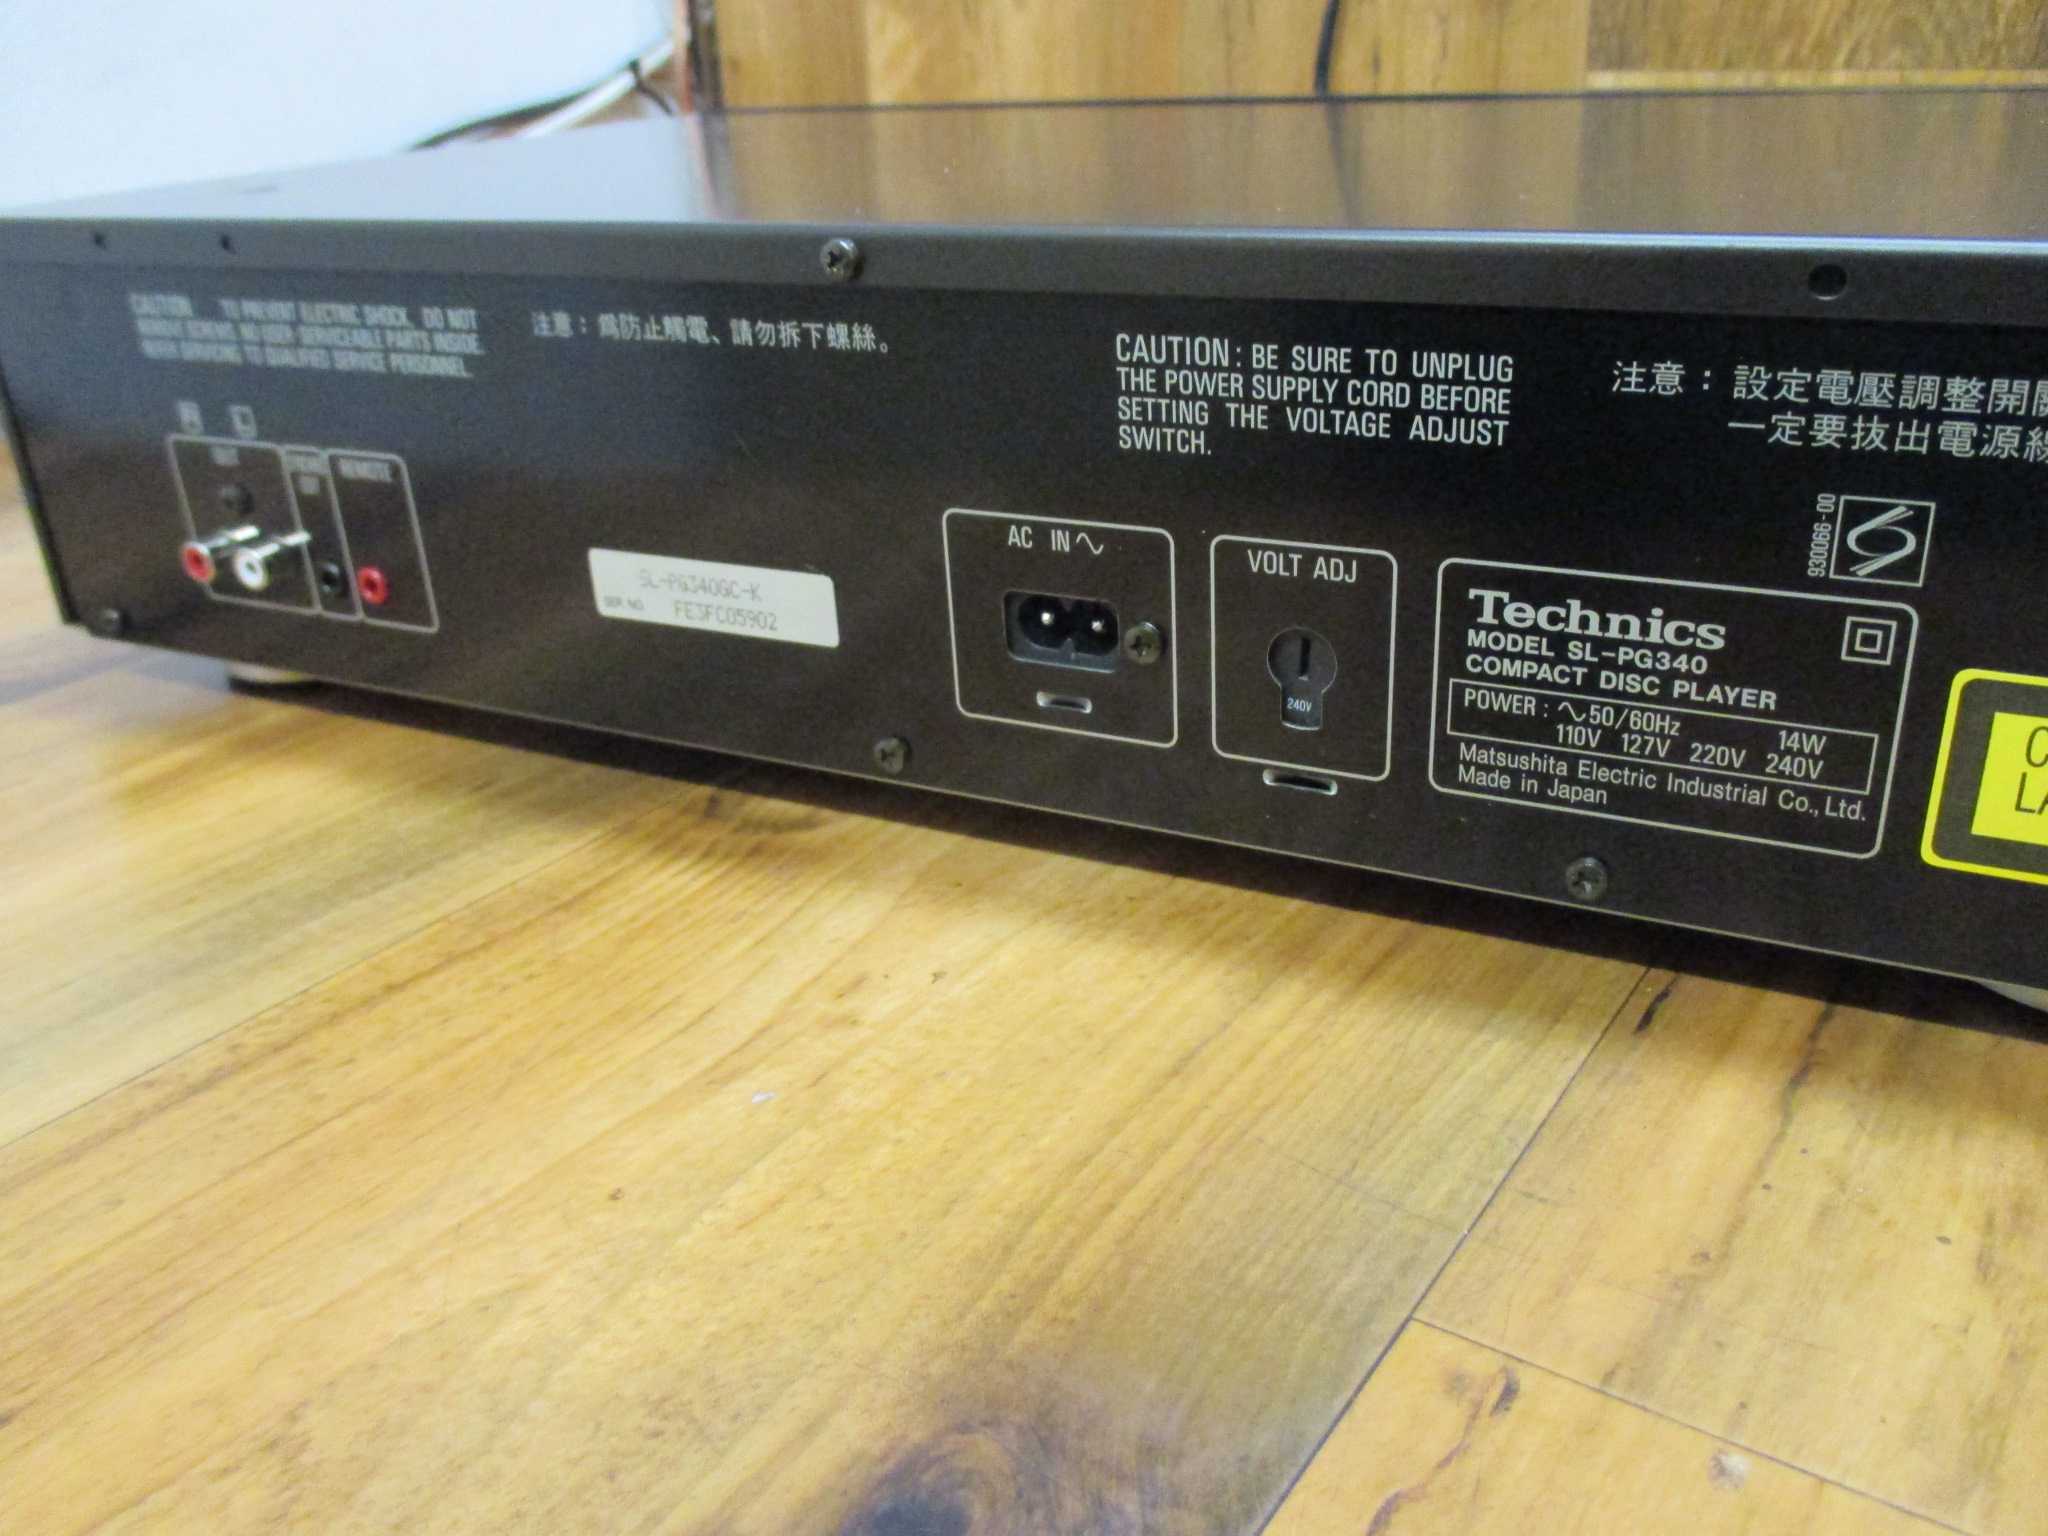 CAUTION TO PREVENT ELECTRIC SHOCK, DO NOT
REMOVE SCREWS. NO USER-SERVICEABLE PARTS INSIDE.
SERVICING TO QUALIFIED SERVICE PERSONNEL.
注意：為防止觸電、請勿拆下螺絲。
CAUTION: BE SURE TO UNPLUG
THE POWER SUPPLY CORD BEFORE
SETTING THE VOLTAGE ADJUST
SWITCH.
注意：設定電壓調整開
一定要抜出電源
OUT
OUT
REMOTE
SL-PG340GC-K
SER. NO. FE3FC05902
AC IN
VOLT ADJ
240V
930066-00
Technics
MODEL SL-PG340
COMPACT DISC PLAYER
POWER: ∿50/60Hz 14W
110V 127V 220V 240V
Matsushita Electric Industrial Co., Ltd.
Made in Japan
C
LA